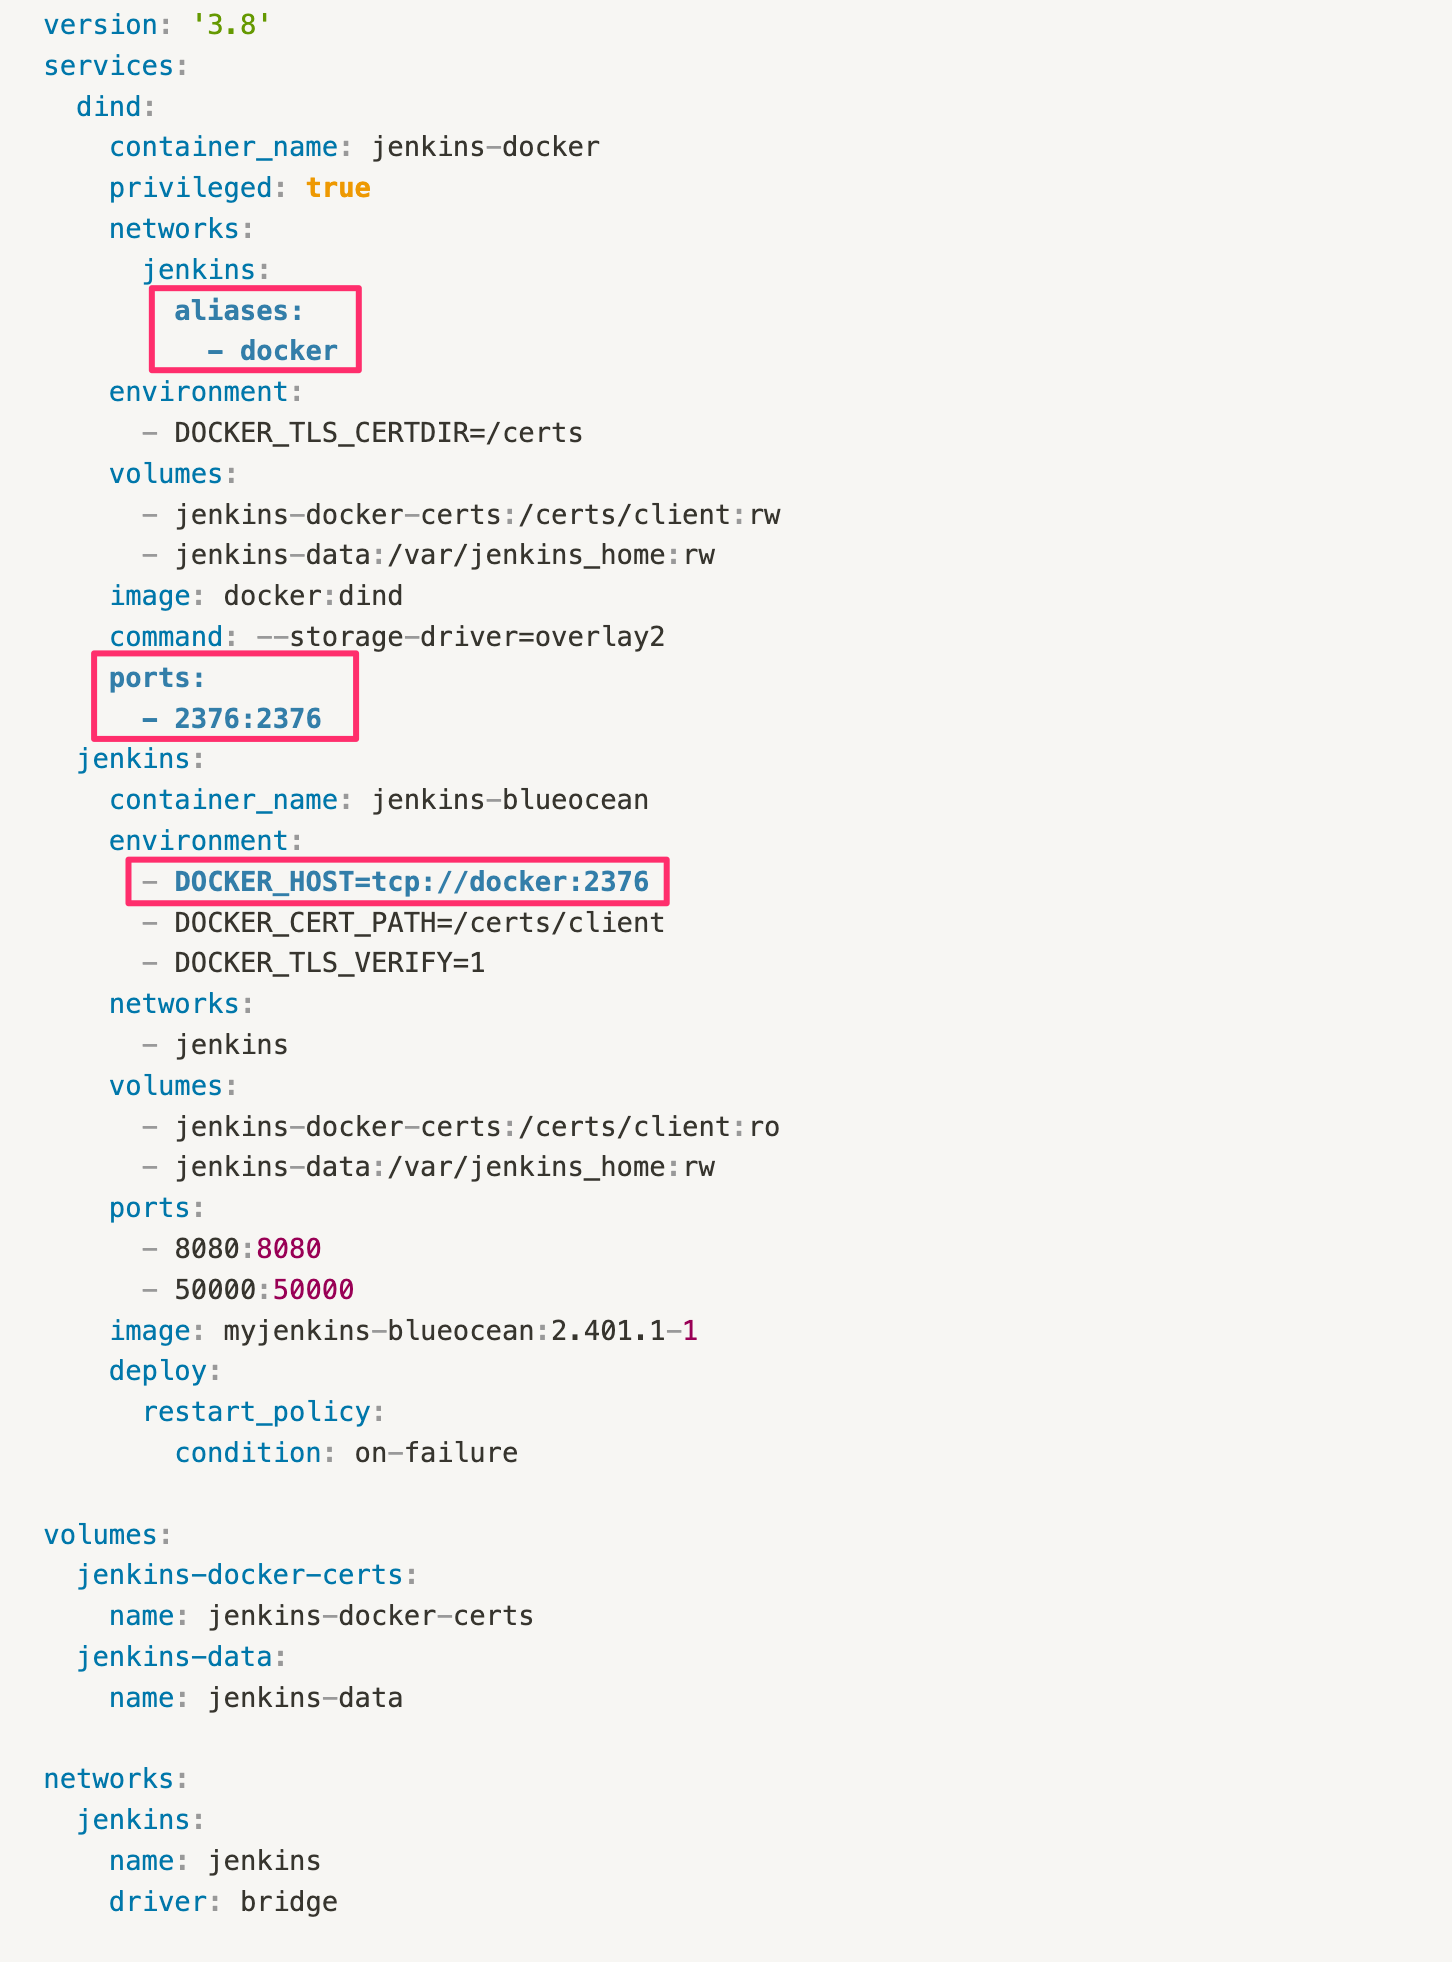 version: '3.8'
services:
  dind:
    container_name: jenkins-docker
    privileged: true
    networks:
      jenkins:
        aliases:
          - docker
    environment:
      - DOCKER_TLS_CERTDIR=/certs
    volumes:
      - jenkins-docker-certs:/certs/client:rw
      - jenkins-data:/var/jenkins_home:rw
    image: docker:dind
    command: --storage-driver=overlay2
    ports:
      - 2376:2376
  jenkins:
    container_name: jenkins-blueocean
    environment:
      - DOCKER_HOST=tcp://docker:2376
      - DOCKER_CERT_PATH=/certs/client
      - DOCKER_TLS_VERIFY=1
    networks:
      - jenkins
    volumes:
      - jenkins-docker-certs:/certs/client:ro
      - jenkins-data:/var/jenkins_home:rw
    ports:
      - 8080:8080
      - 50000:50000
    image: myjenkins-blueocean:2.401.1-1
    deploy:
      restart_policy:
        condition: on-failure

volumes:
  jenkins-docker-certs:
    name: jenkins-docker-certs
  jenkins-data:
    name: jenkins-data

networks:
  jenkins:
    name: jenkins
    driver: bridge